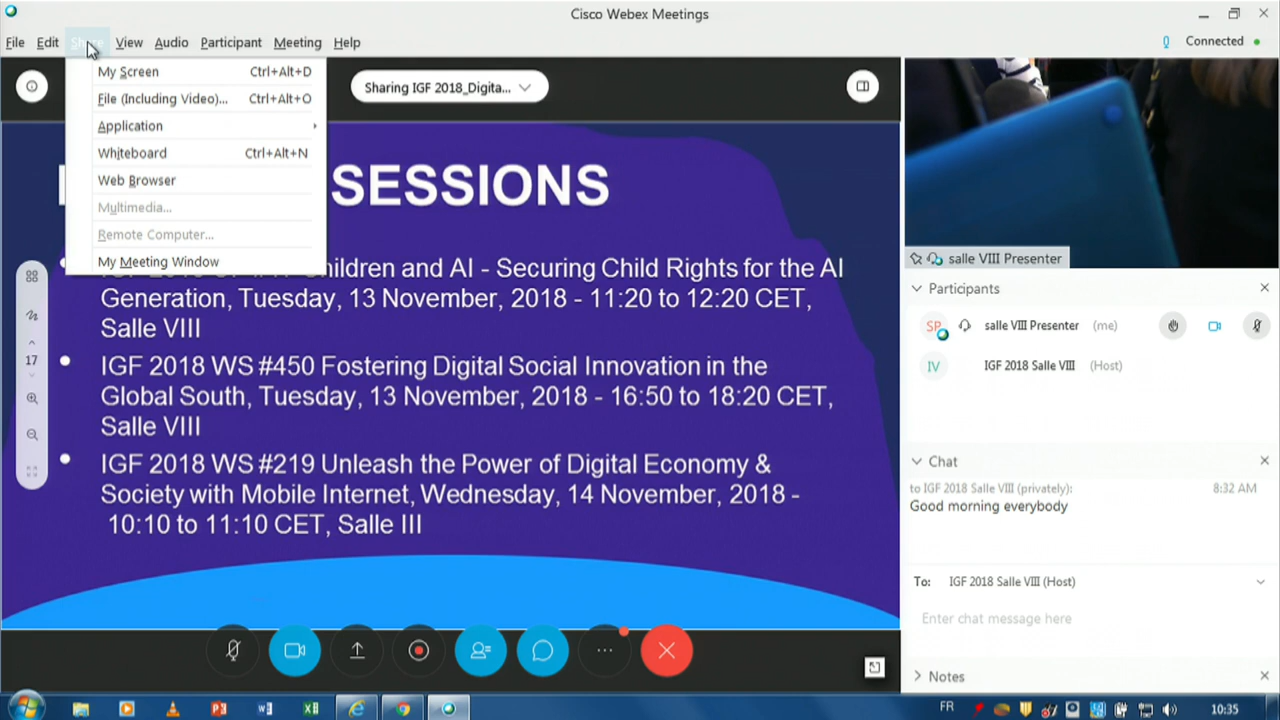 Cisco Webex Meetings
File Edit Share View Audio Participant Meeting Help
Connected
My Screen Ctrl+Alt+D
File (Including Video)... Ctrl+Alt+O
Application
Whiteboard Ctrl+Alt+N
Web Browser
Multimedia...
Remote Computer...
My Meeting Window
Sharing IGF 2018_Digita...
SESSIONS
Children and AI - Securing Child Rights for the AI
Generation, Tuesday, 13 November, 2018 - 11:20 to 12:20 CET,
Salle VIII
IGF 2018 WS #450 Fostering Digital Social Innovation in the
Global South, Tuesday, 13 November, 2018 - 16:50 to 18:20 CET,
Salle VIII
IGF 2018 WS #219 Unleash the Power of Digital Economy &
Society with Mobile Internet, Wednesday, 14 November, 2018 -
10:10 to 11:10 CET, Salle III
17
salle VIII Presenter
Participants
SP salle VIII Presenter (me)
IV IGF 2018 Salle VIII (Host)
Chat
to IGF 2018 Salle VIII (privately): 8:32 AM
Good morning everybody
To: IGF 2018 Salle VIII (Host)
Enter chat message here
Notes
FR 10:35